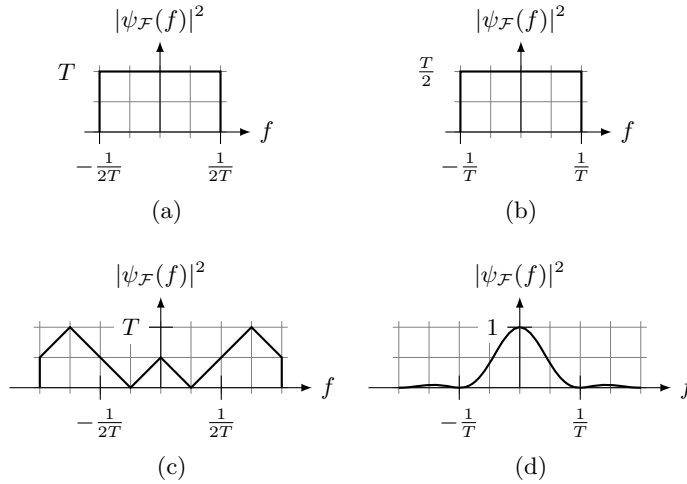 |ψ_ℱ(f)|²
T
f
-1/2T
1/2T
(a)
|ψ_ℱ(f)|²
T/2
f
-1/T
1/T
(b)
|ψ_ℱ(f)|²
T
f
-1/2T
1/2T
(c)
|ψ_ℱ(f)|²
1
f
-1/T
1/T
(d)